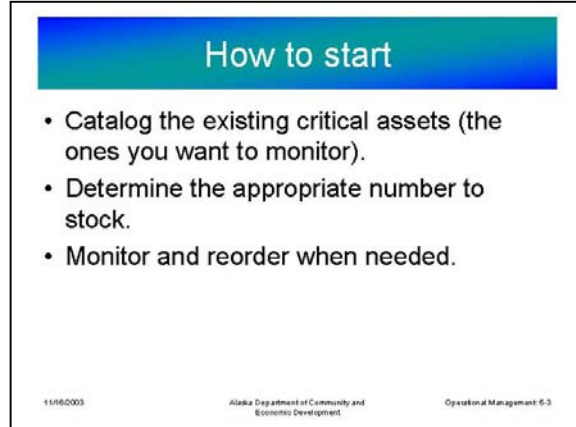 How to start
• Catalog the existing critical assets (the
ones you want to monitor).
• Determine the appropriate number to
stock.
• Monitor and reorder when needed.
11/16/2003
Alaska Department of Community and
Economic Development
Operational Management: 6-3